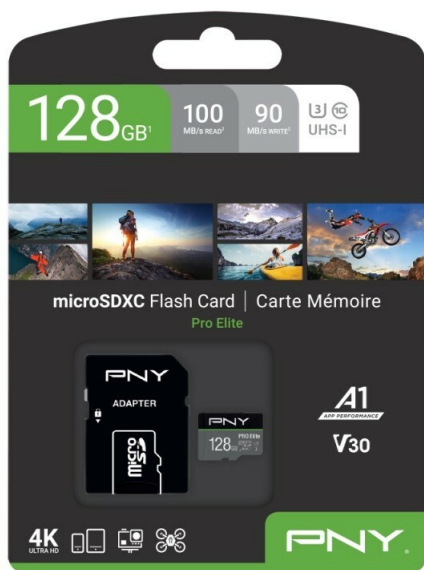 128GB¹
100
MB/s READ²
90
MB/s WRITE²
U3 10
UHS-I
microSDXC Flash Card | Carte Mémoire
Pro Elite
PNY
ADAPTER
micro SD
PNY
PRO Elite
128GB
A1
APP PERFORMANCE
V30
4K
ULTRA HD
PNY.